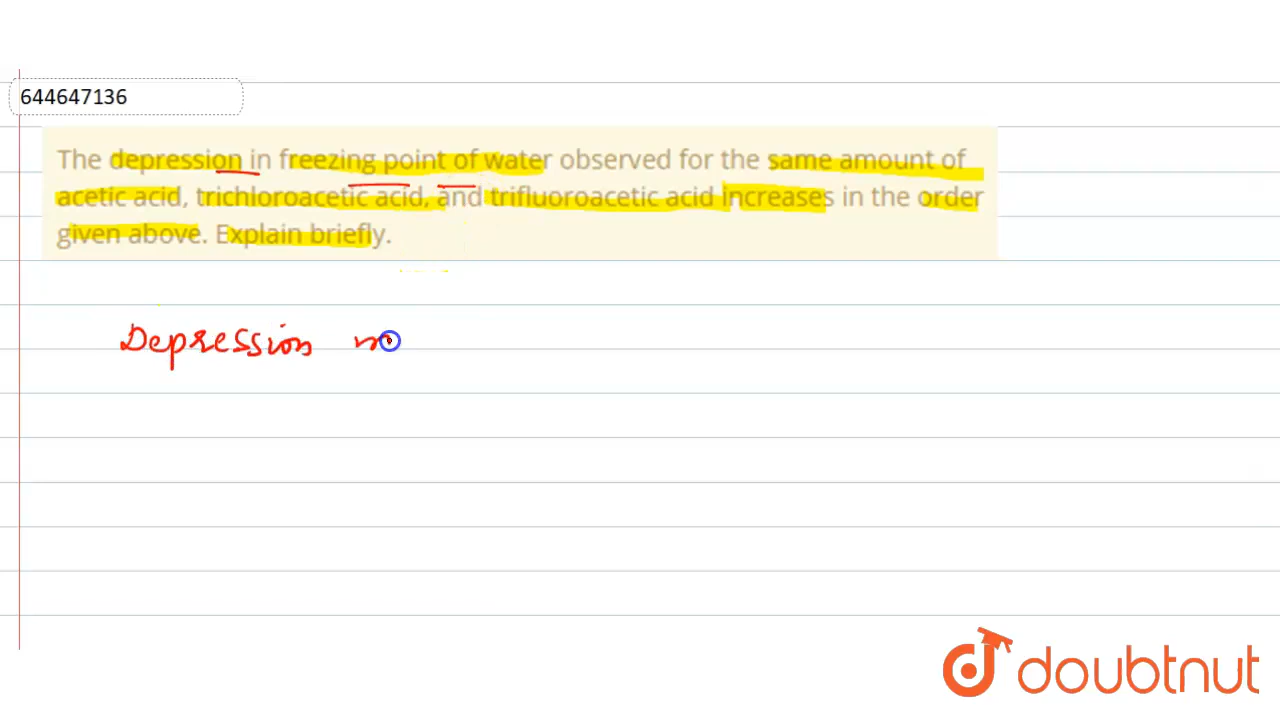 644647136
The depression in freezing point of water observed for the same amount of
acetic acid, trichloroacetic acid, and trifluoroacetic acid increases in the order
given above. Explain briefly.
Depression
doubtnut